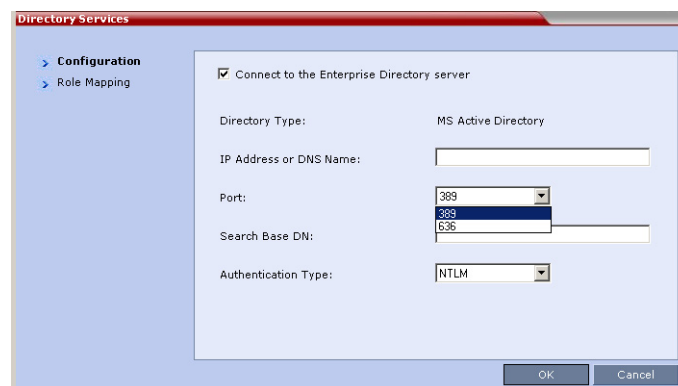 Directory Services
Configuration
Role Mapping
Connect to the Enterprise Directory server
Directory Type: MS Active Directory
IP Address or DNS Name:
Port: 389
389
636
Search Base DN:
Authentication Type: NTLM
OK Cancel